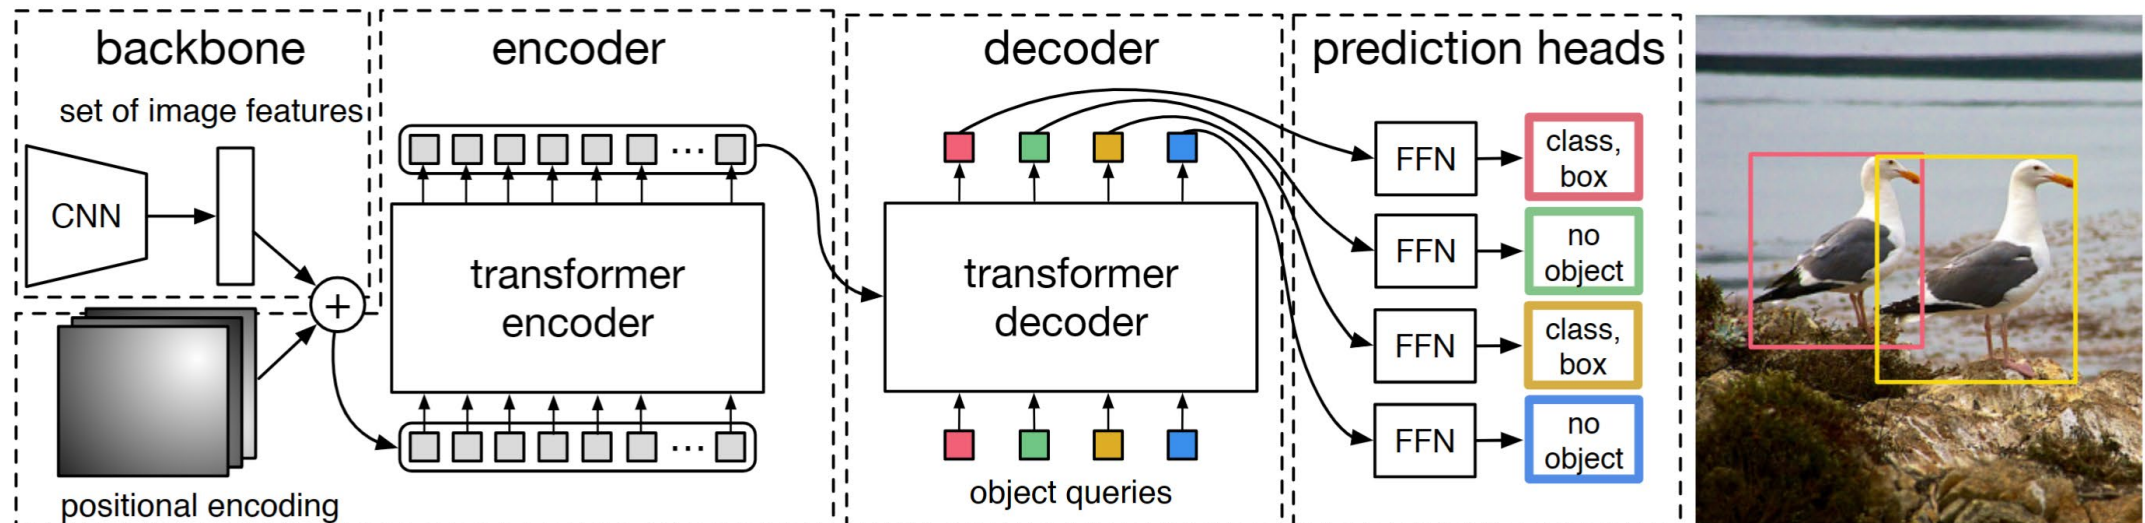 backbone
set of image features
CNN
+
positional encoding
encoder
...
transformer
encoder
...
decoder
transformer
decoder
object queries
prediction heads
FFN
class,
box
FFN
no
object
FFN
class,
box
FFN
no
object